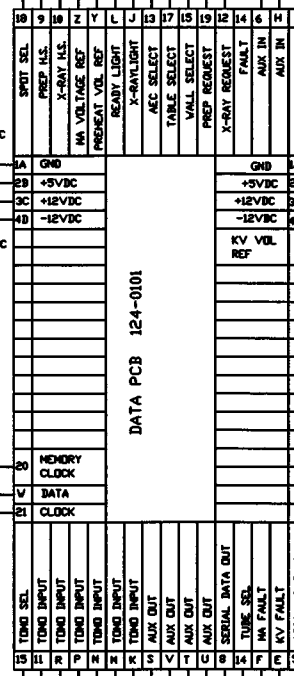 18 9 10 Z Y L J 13 17 15 19 12 14 6 H
SPOT SEL
PREP H.S.
X-RAY H.S.
MA VOLTAGE REF
PREHEAT VOL REF
READY LIGHT
X-RAYLIGHT
AEC SELECT
TABLE SELECT
WALL SELECT
PREP REQUEST
X-RAY REQUEST
FAULT
AUX IN
AUX IN
C
1A GND GND
2B +5VDC +5VDC
3C +12VDC +12VDC
4D -12VDC -12VDC
C
KV VOL
REF
DATA PCB 124-0101
20 MEMORY
CLOCK
W DATA
21 CLOCK
TOMO SEL
TOMO INPUT
TOMO INPUT
TOMO INPUT
TOMO INPUT
TOMO INPUT
TOMO INPUT
AUX OUT
AUX OUT
AUX OUT
AUX OUT
SERIAL DATA OUT
TUBE SEL
MA FAULT
KV FAULT
15 11 R P N M K S V T U 8 14 F E